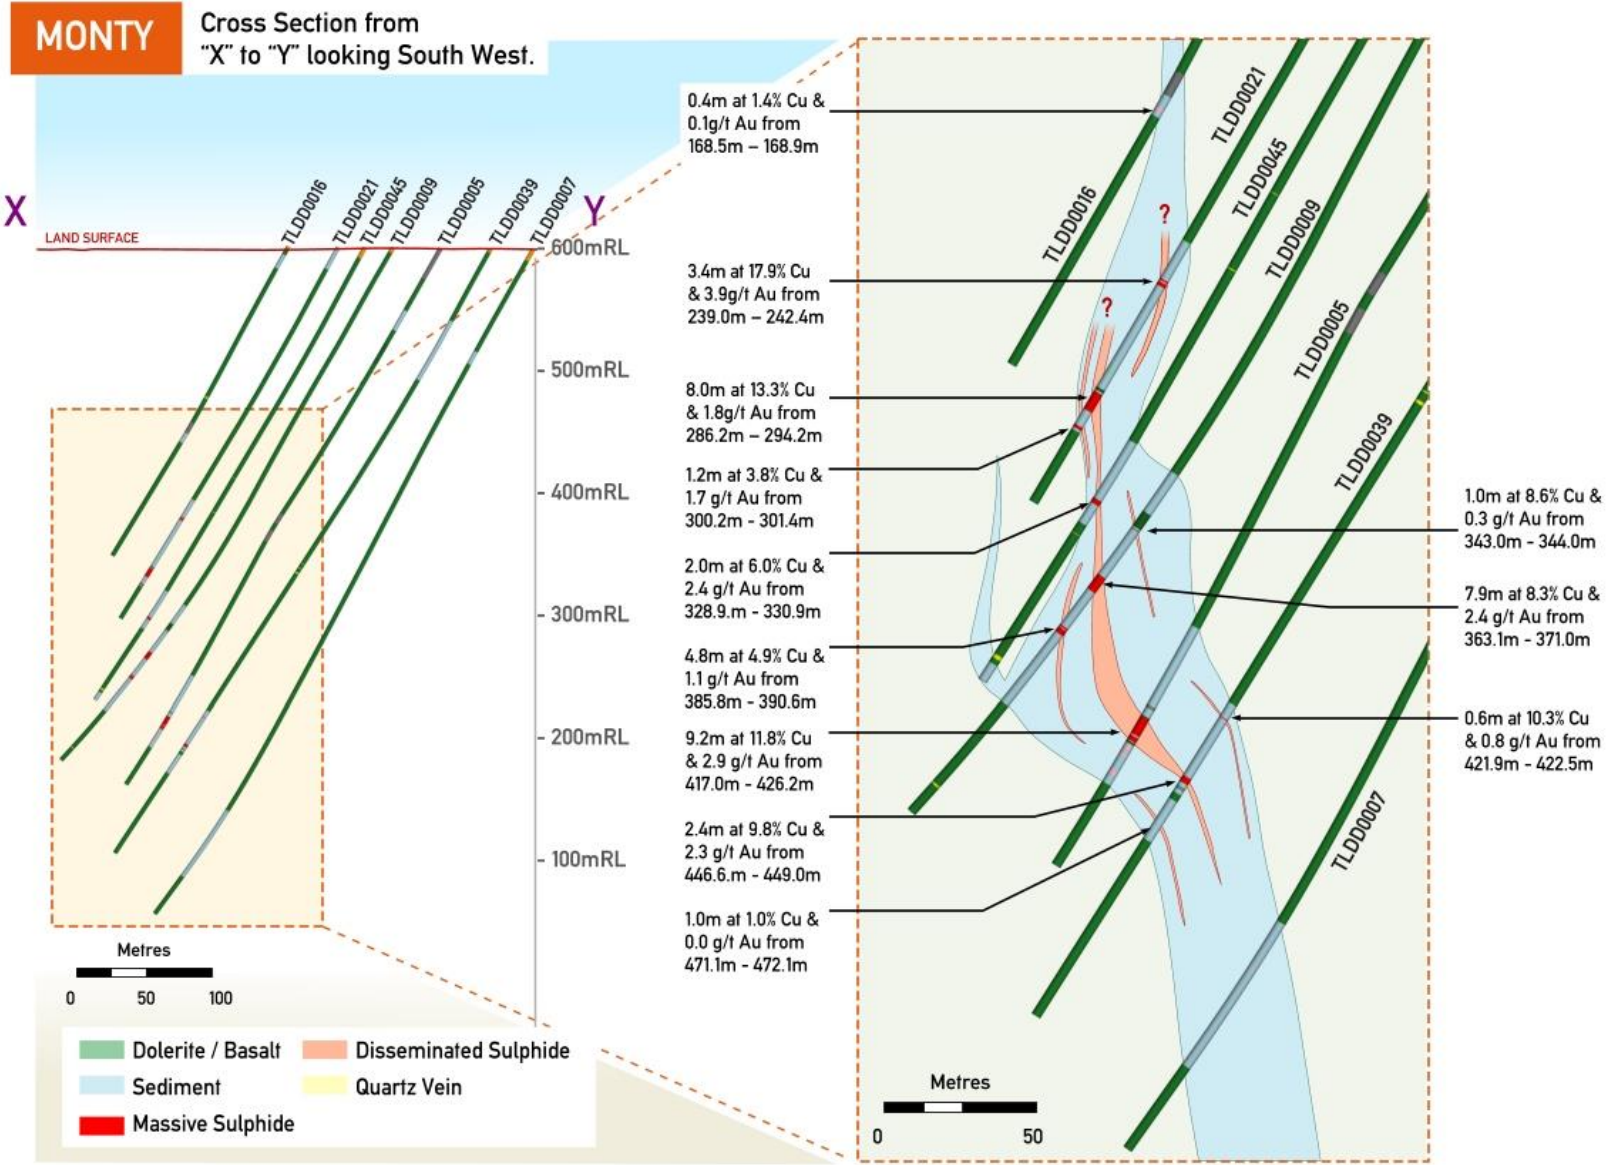 MONTY
Cross Section from
"X" to "Y" looking South West.
X
Y
LAND SURFACE
TLDD0016
TLDD0021
TLDD0045
TLDD0009
TLDD0005
TLDD0039
TLDD0007
600mRL
500mRL
400mRL
300mRL
200mRL
100mRL
Metres
0 50 100
Dolerite / Basalt
Disseminated Sulphide
Sediment
Quartz Vein
Massive Sulphide
0.4m at 1.4% Cu &
0.1g/t Au from
168.5m – 168.9m
3.4m at 17.9% Cu
& 3.9g/t Au from
239.0m – 242.4m
8.0m at 13.3% Cu
& 1.8g/t Au from
286.2m – 294.2m
1.2m at 3.8% Cu &
1.7 g/t Au from
300.2m - 301.4m
2.0m at 6.0% Cu &
2.4 g/t Au from
328.9.m - 330.9m
4.8m at 4.9% Cu &
1.1 g/t Au from
385.8m - 390.6m
9.2m at 11.8% Cu
& 2.9 g/t Au from
417.0m - 426.2m
2.4m at 9.8% Cu &
2.3 g/t Au from
446.6.m - 449.0m
1.0m at 1.0% Cu &
0.0 g/t Au from
471.1m - 472.1m
TLDD0016
TLDD0021
TLDD0045
TLDD0009
TLDD0005
TLDD0039
TLDD0007
?
?
Metres
0 50
1.0m at 8.6% Cu &
0.3 g/t Au from
343.0m - 344.0m
7.9m at 8.3% Cu &
2.4 g/t Au from
363.1m - 371.0m
0.6m at 10.3% Cu
& 0.8 g/t Au from
421.9m - 422.5m